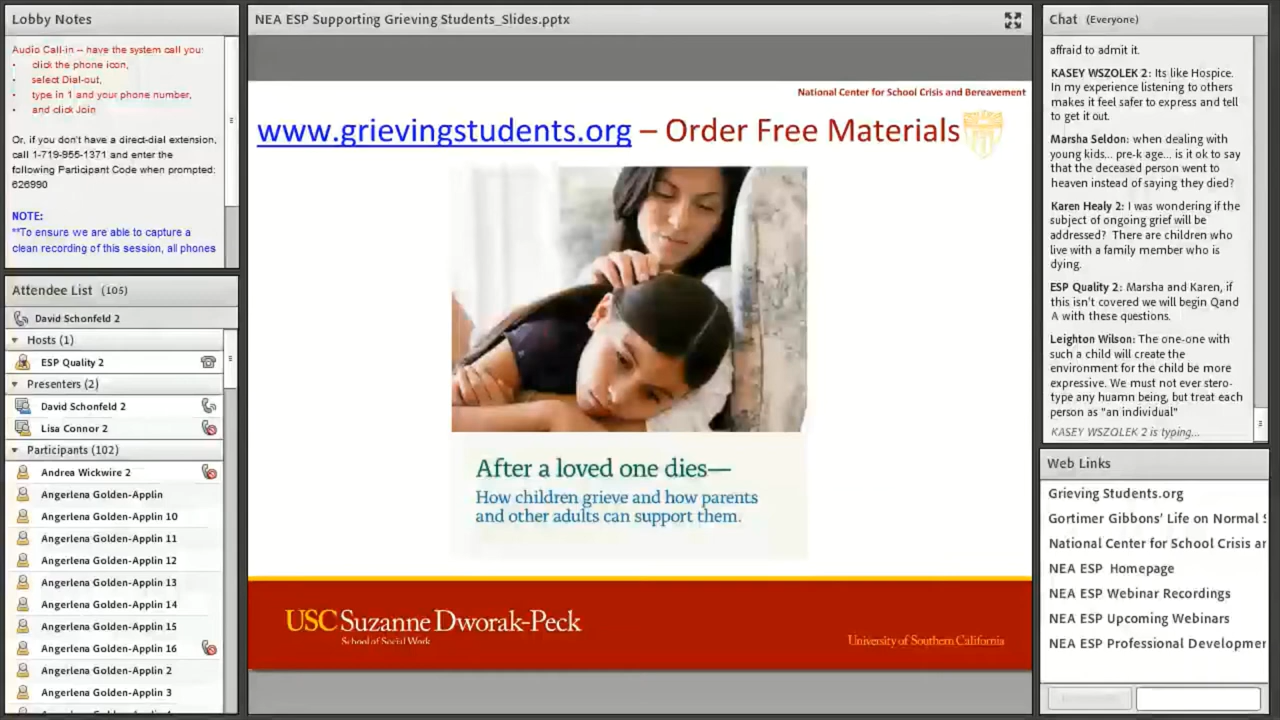 Lobby Notes
Audio Call-in -- have the system call you:
• click the phone icon,
• select Dial-out,
• type in 1 and your phone number,
• and click Join
Or, if you don't have a direct-dial extension,
call 1-719-955-1371 and enter the
following Participant Code when prompted:
626990
NOTE:
**To ensure we are able to capture a
clean recording of this session, all phones
Attendee List (105)
David Schonfeld 2
Hosts (1)
ESP Quality 2
Presenters (2)
David Schonfeld 2
Lisa Connor 2
Participants (102)
Andrea Wickwire 2
Angerlena Golden-Applin
Angerlena Golden-Applin 10
Angerlena Golden-Applin 11
Angerlena Golden-Applin 12
Angerlena Golden-Applin 13
Angerlena Golden-Applin 14
Angerlena Golden-Applin 15
Angerlena Golden-Applin 16
Angerlena Golden-Applin 2
Angerlena Golden-Applin 3
NEA ESP Supporting Grieving Students_Slides.pptx
National Center for School Crisis and Bereavement
www.grievingstudents.org – Order Free Materials
After a loved one dies—
How children grieve and how parents
and other adults can support them.
USC Suzanne Dworak-Peck
School of Social Work
University of Southern California
Chat (Everyone)
affraid to admit it.
KASEY WSZOLEK 2: Its like Hospice.
In my experience listening to others
makes it feel safer to express and tell
to get it out.
Marsha Seldon: when dealing with
young kids... pre-k age... is it ok to say
that the deceased person went to
heaven instead of saying they died?
Karen Healy 2: I was wondering if the
subject of ongoing grief will be
addressed? There are children who
live with a family member who is
dying.
ESP Quality 2: Marsha and Karen, if
this isn't covered we will begin Qand
A with these questions.
Leighton Wilson: The one-one with
such a child will create the
environment for the child be more
expressive. We must not ever stero-
type any huamn being, but treat each
person as "an individual"
KASEY WSZOLEK 2 is typing...
Web Links
Grieving Students.org
Gortimer Gibbons' Life on Normal
National Center for School Crisis
NEA ESP Homepage
NEA ESP Webinar Recordings
NEA ESP Upcoming Webinars
NEA ESP Professional Developmer